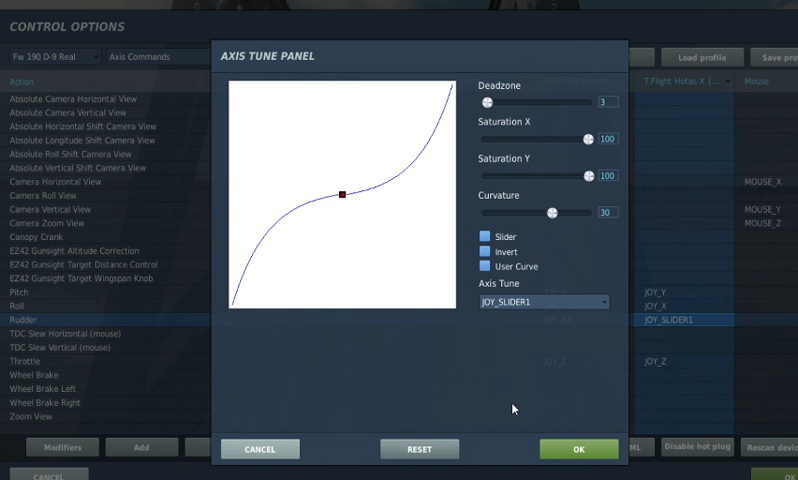 CONTROL OPTIONS
Fw 190 D-9 Real
Axis Commands
Load profile
Save pro
AXIS TUNE PANEL
Action
T.Flight Hotas X {...
Mouse
Absolute Camera Horizontal View
Absolute Camera Vertical View
Absolute Horizontal Shift Camera View
Absolute Longitude Shift Camera View
Absolute Roll Shift Camera View
Absolute Vertical Shift Camera View
Camera Horizontal View
MOUSE_X
Camera Roll View
Camera Vertical View
MOUSE_Y
Camera Zoom View
MOUSE_Z
Canopy Crank
EZ42 Gunsight Altitude Correction
EZ42 Gunsight Target Distance Control
EZ42 Gunsight Target Wingspan Knob
Pitch
JOY_Y
Roll
JOY_X
Rudder
JOY_RZ
JOY_SLIDER1
TDC Slew Horizontal (mouse)
TDC Slew Vertical (mouse)
Throttle
JOY_Z
JOY_Z
Wheel Brake
Wheel Brake Left
Wheel Brake Right
Zoom View
Deadzone
3
Saturation X
100
Saturation Y
100
Curvature
30
Slider
Invert
User Curve
Axis Tune
JOY_SLIDER1
CANCEL
RESET
OK
Modifiers
Add
ML
Disable hot plug
Rescan devic
CANCEL
OK